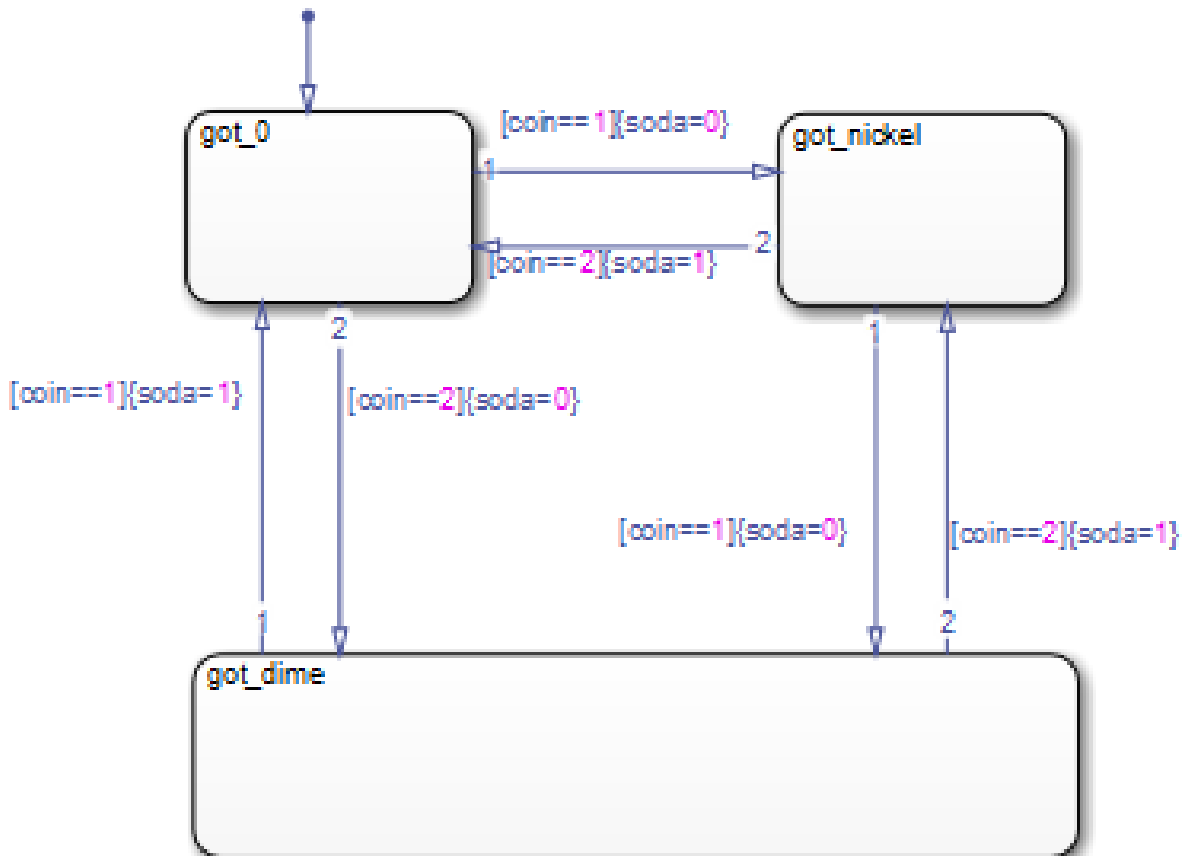 [coin==1]{soda=0}
got_0
got_nickel
1
2
[coin==2]{soda=1}
2
1
[coin==1]{soda=1}
[coin==2]{soda=0}
[coin==1]{soda=0}
[coin==2]{soda=1}
1
2
got_dime